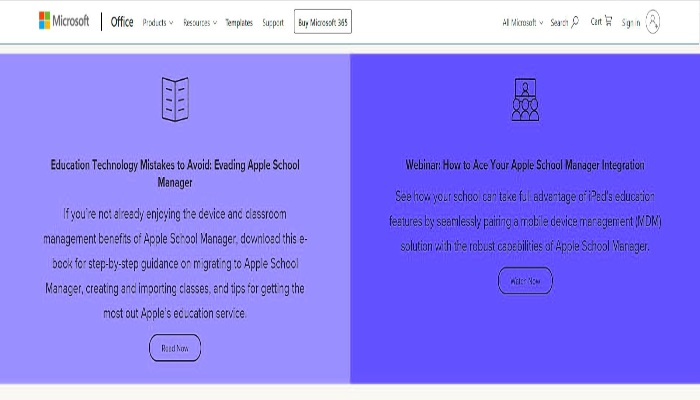 Microsoft Office Products Resources Templates Support Buy Microsoft 365 All Microsoft Search Cart Sign in
Education Technology Mistakes to Avoid: Evading Apple School
Manager
If you're not already enjoying the device and classroom
management benefits of Apple School Manager, download this e-
book for step-by-step guidance on migrating to Apple School
Manager, creating and importing classes, and tips for getting the
most out Apple's education service.
Read Now
Webinar: How to Ace Your Apple School Manager Integration
See how your school can take full advantage of iPad's education
features by seamlessly pairing a mobile device management (MDM)
solution with the robust capabilities of Apple School Manager.
Watch Now